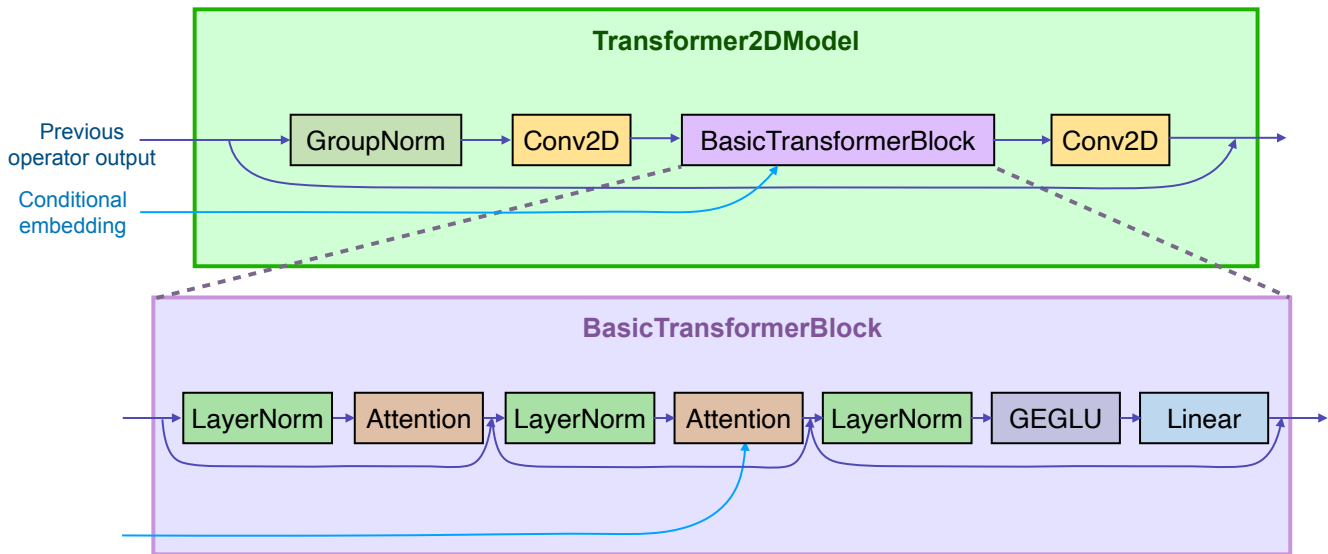 Transformer2DModel
Previous
operator output
GroupNorm
Conv2D
BasicTransformerBlock
Conv2D
Conditional
embedding
BasicTransformerBlock
LayerNorm
Attention
LayerNorm
Attention
LayerNorm
GEGLU
Linear